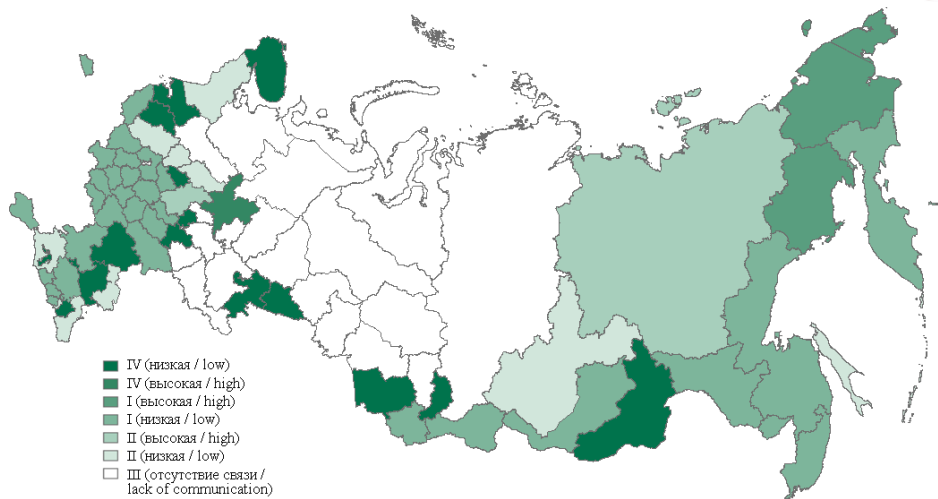 IV (низкая / low)
IV (высокая / high)
I (высокая / high)
I (низкая / low)
II (высокая / high)
II (низкая / low)
III (отсутствие связи /
lack of communication)